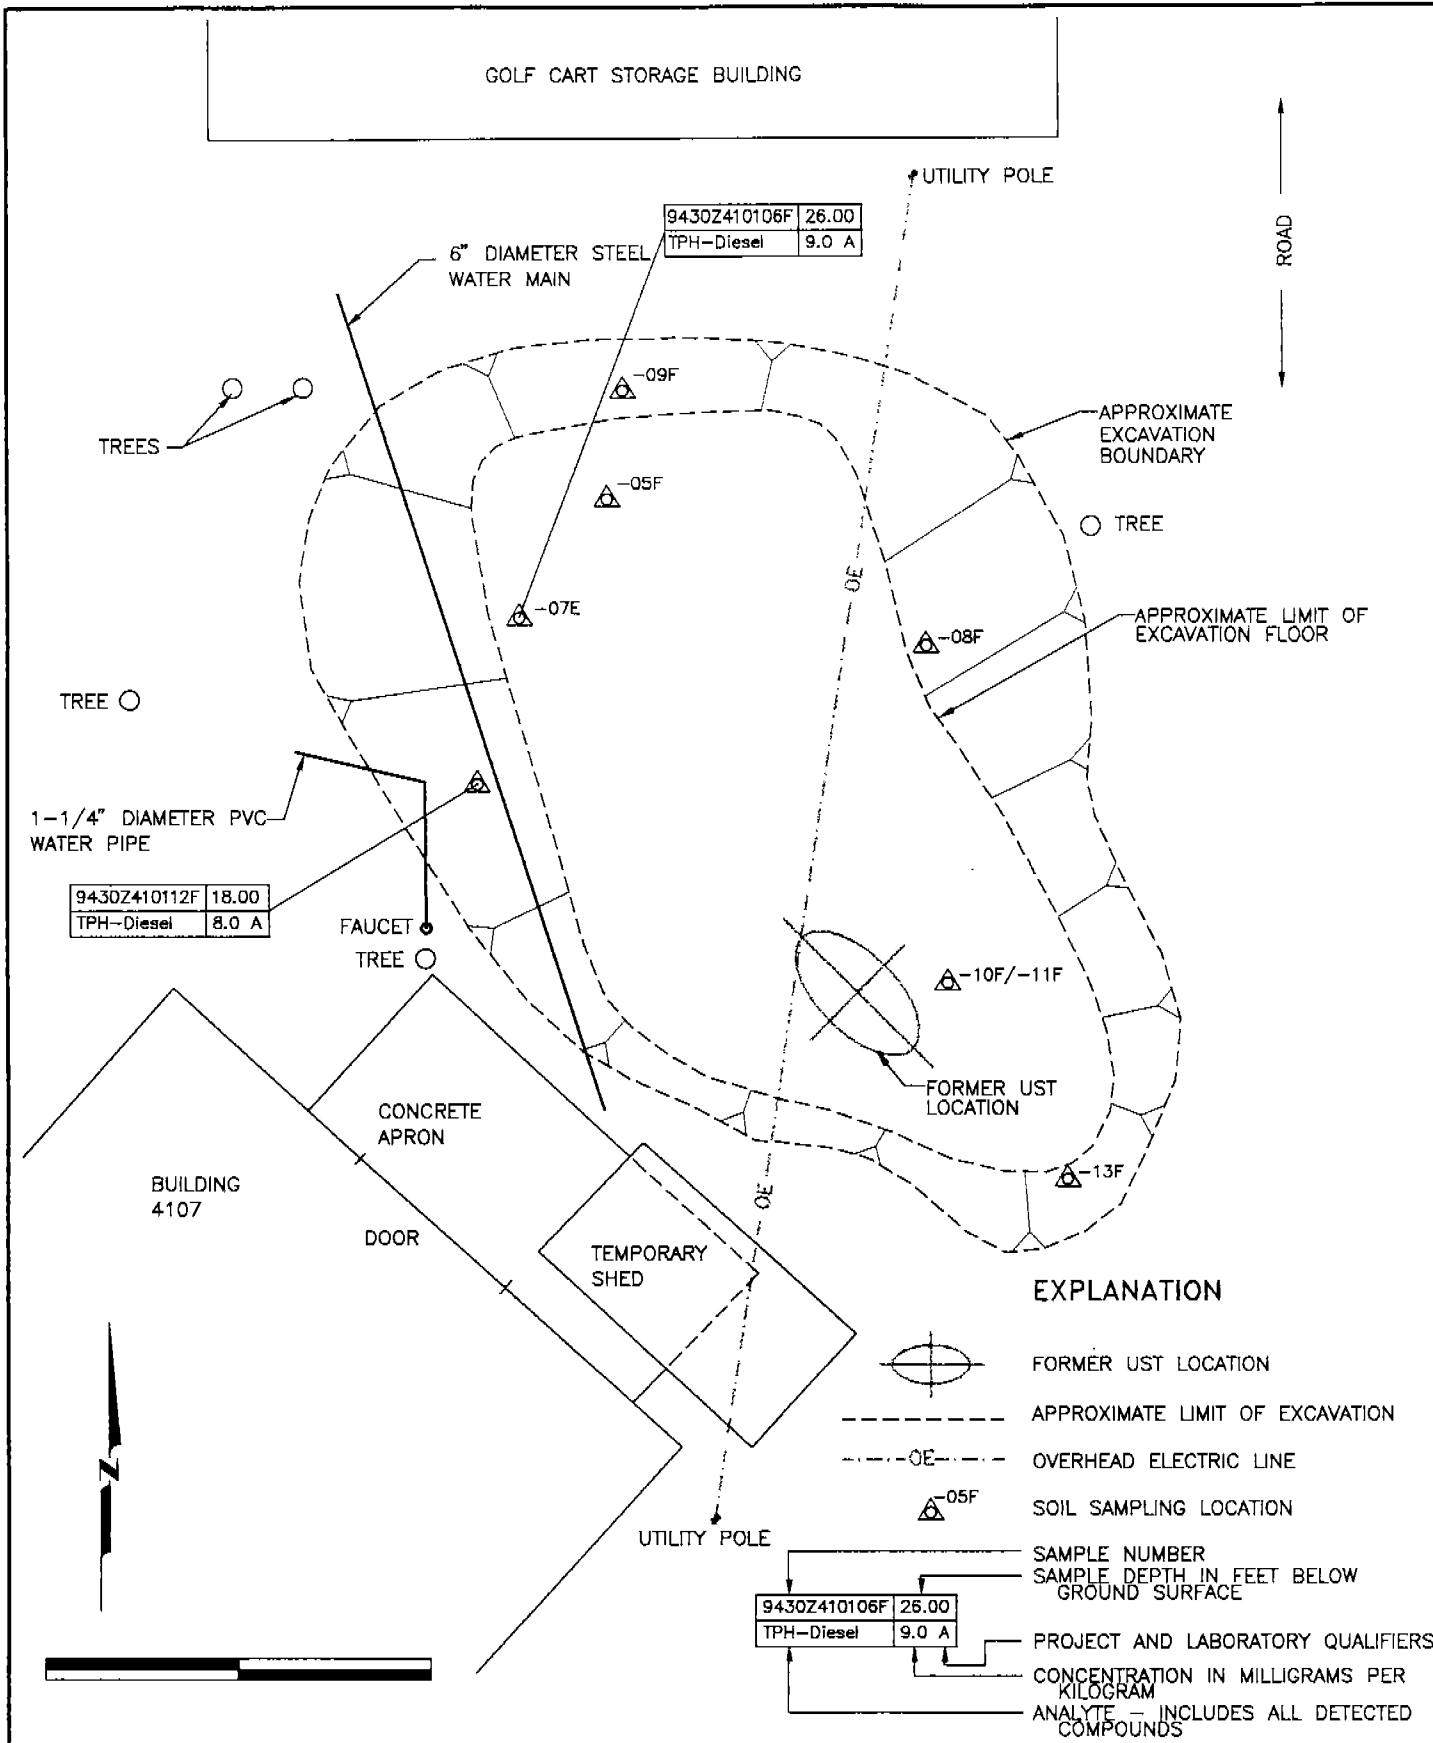 GOLF CART STORAGE BUILDING
UTILITY POLE
ROAD
9430Z410106F 26.00
TPH-Diesel 9.0 A
6" DIAMETER STEEL
WATER MAIN
-09F
TREES
APPROXIMATE
EXCAVATION
BOUNDARY
-05F
TREE
OE
-07E
APPROXIMATE LIMIT OF
EXCAVATION FLOOR
-08F
TREE
1-1/4" DIAMETER PVC
WATER PIPE
9430Z410112F 18.00
TPH-Diesel 8.0 A
FAUCET
TREE
-10F/-11F
FORMER UST
LOCATION
CONCRETE
APRON
BUILDING
4107
-13F
OE
DOOR
TEMPORARY
SHED
EXPLANATION
FORMER UST LOCATION
APPROXIMATE LIMIT OF EXCAVATION
OE OVERHEAD ELECTRIC LINE
-05F SOIL SAMPLING LOCATION
UTILITY POLE
N
SAMPLE NUMBER
SAMPLE DEPTH IN FEET BELOW
GROUND SURFACE
9430Z410106F 26.00
TPH-Diesel 9.0 A
PROJECT AND LABORATORY QUALIFIERS
CONCENTRATION IN MILLIGRAMS PER
KILOGRAM
ANALYTE - INCLUDES ALL DETECTED
COMPOUNDS